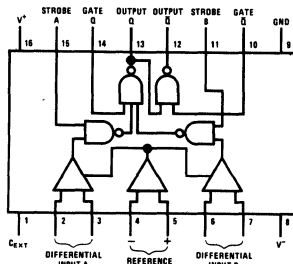 STROBE GATE OUTPUT OUTPUT STROBE GATE
V+ A Q Q Q̅ B Q̅ GND
16 15 14 13 12 11 10 9
1 2 3 4 5 6 7 8
CEXT − + V−
DIFFERENTIAL REFERENCE DIFFERENTIAL
INPUT A